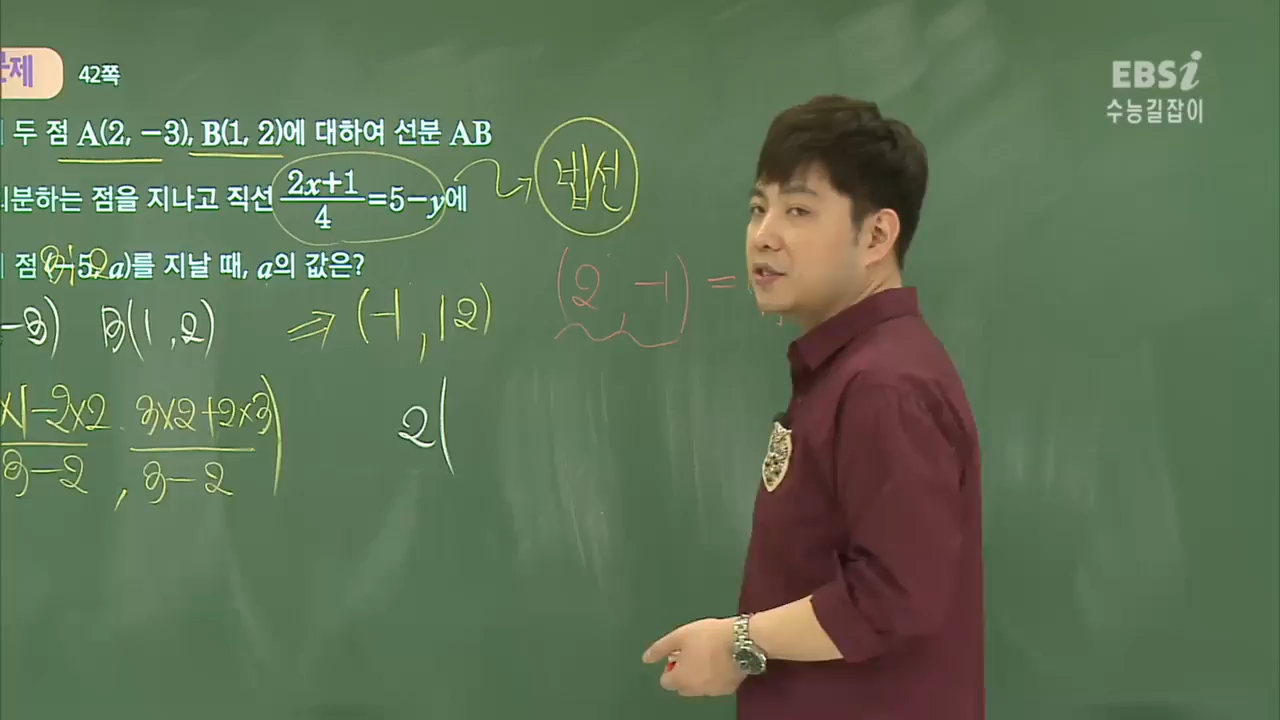 문제 42쪽
두 점 A(2, −3), B(1, 2)에 대하여 선분 AB
외분하는 점을 지나고 직선 (2x+1)/4=5−y에
점 (−5, a)를 지날 때, a의 값은?
법선
(2, −1) =
−3) B(1, 2) ⇒ (−1, 12)
×1−2×2 / 3−2 , 3×2+2×3 / 3−2 )
2(
EBSi
수능길잡이